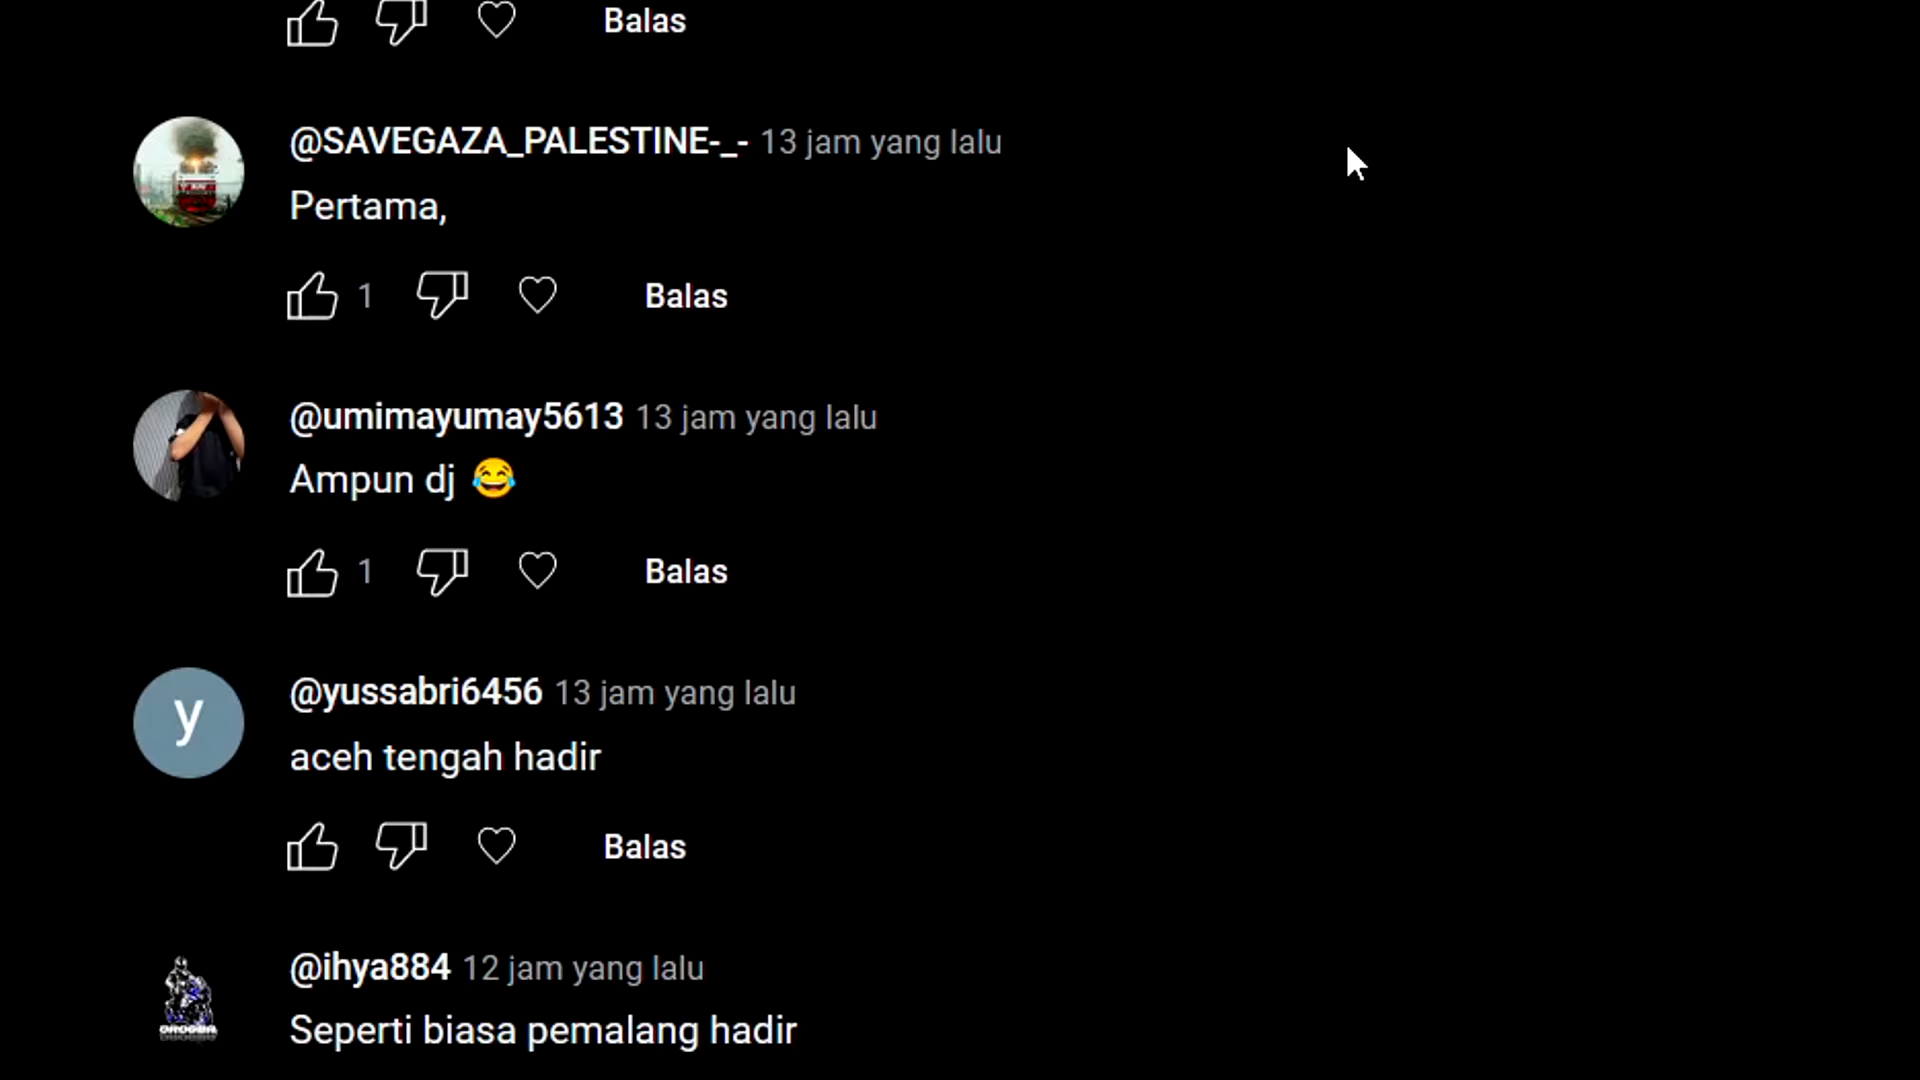 Balas
@SAVEGAZA_PALESTINE-_- 13 jam yang lalu
Pertama,
1 Balas
@umimayumay5613 13 jam yang lalu
Ampun dj 😂
1 Balas
y
@yussabri6456 13 jam yang lalu
aceh tengah hadir
Balas
@ihya884 12 jam yang lalu
Seperti biasa pemalang hadir